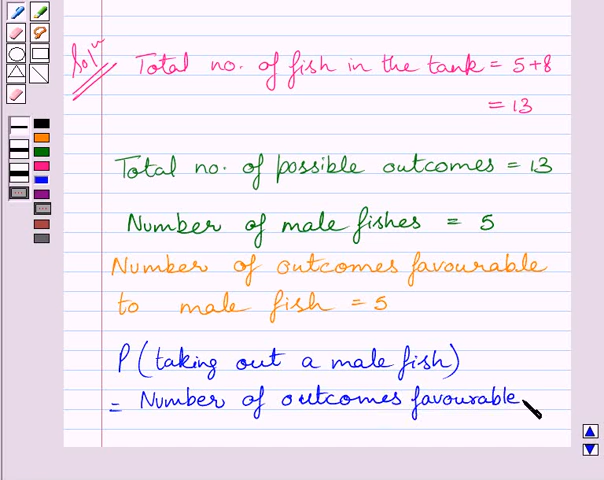 Solⁿ Total no. of fish in the tank = 5+8
= 13
Total no. of possible outcomes = 13
Number of male fishes = 5
Number of outcomes favourable
to male fish = 5
P (taking out a male fish)
= Number of outcomes favourable